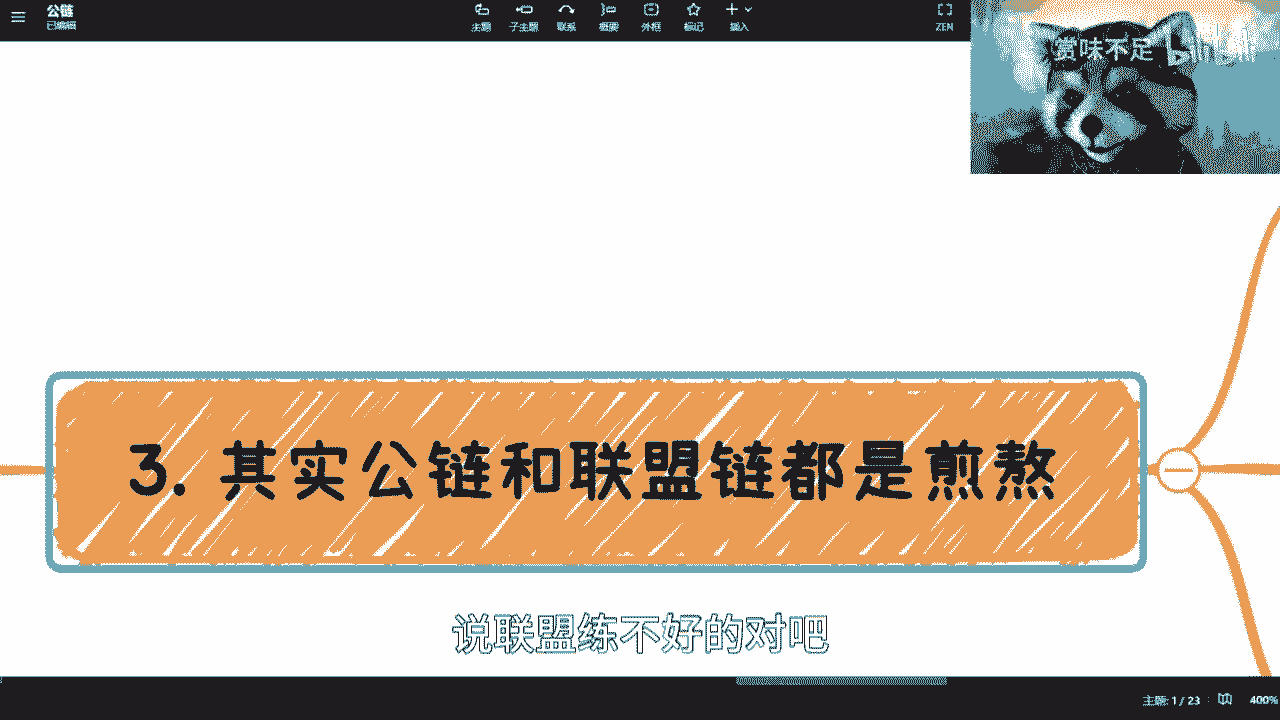 公链
已编辑
主题
子主题
联系
概要
外框
标记
插入
ZEN
赏味不足
bilibili
3. 其实公链和联盟链都是煎熬
说联盟练不好的对吧
主题: 1 / 23
400%